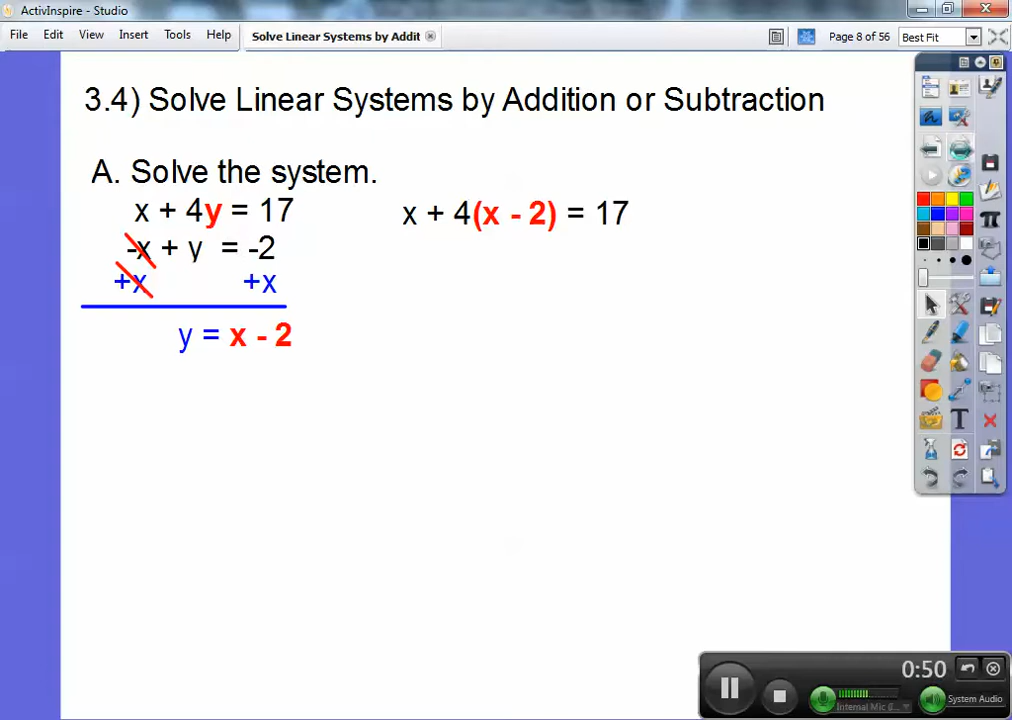 ActivInspire - Studio
File Edit View Insert Tools Help
Solve Linear Systems by Addit
Page 8 of 56
Best Fit
3.4) Solve Linear Systems by Addition or Subtraction
A. Solve the system.
x + 4y = 17
x + 4(x - 2) = 17
-x + y = -2
+x +x
y = x - 2
0:50
Internal Mic (I...
System Audio